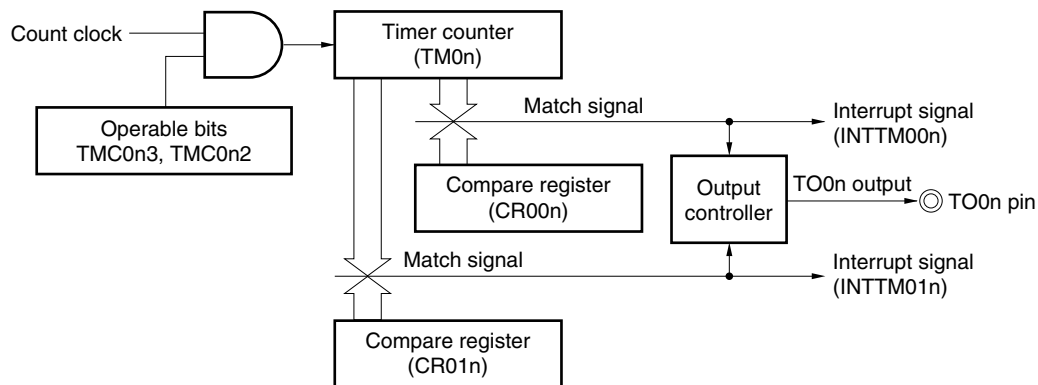 Count clock
Timer counter
(TM0n)
Operable bits
TMC0n3, TMC0n2
Match signal
Interrupt signal
(INTTM00n)
Compare register
(CR00n)
Output
controller
TO0n output
TO0n pin
Match signal
Interrupt signal
(INTTM01n)
Compare register
(CR01n)